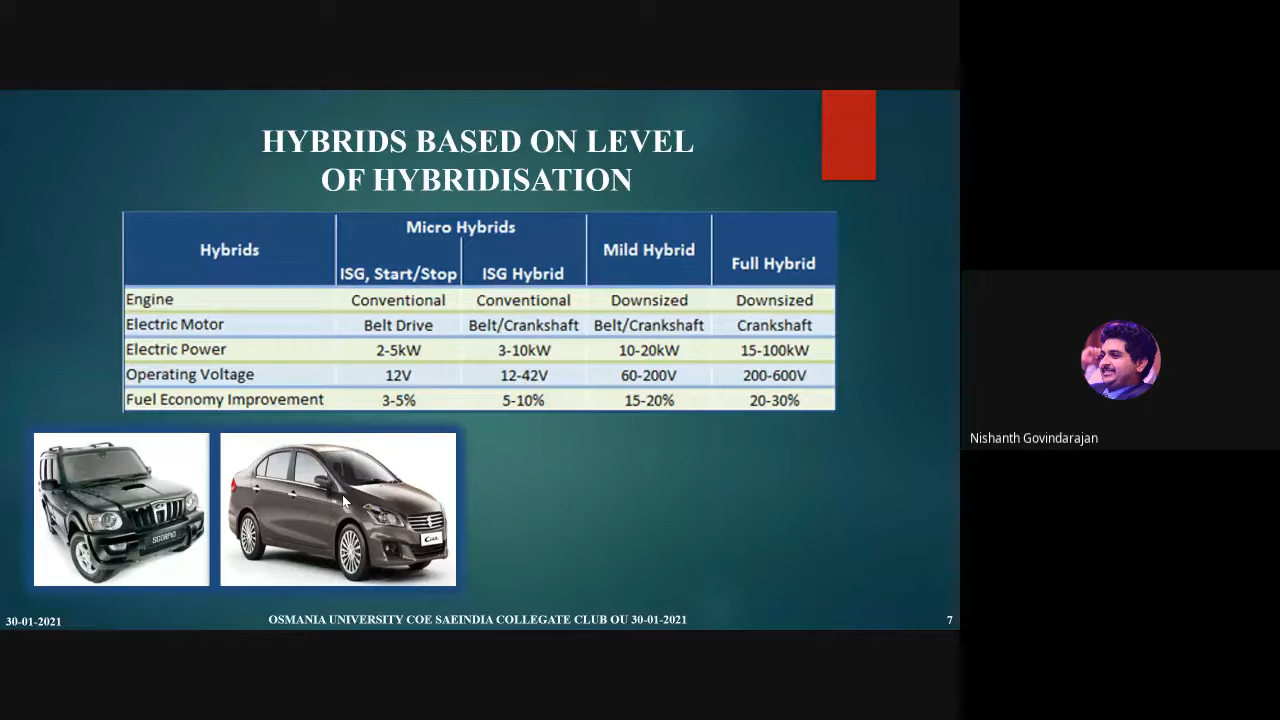 HYBRIDS BASED ON LEVEL
OF HYBRIDISATION
Hybrids Micro Hybrids Mild Hybrid Full Hybrid
ISG, Start/Stop ISG Hybrid
Engine Conventional Conventional Downsized Downsized
Electric Motor Belt Drive Belt/Crankshaft Belt/Crankshaft Crankshaft
Electric Power 2-5kW 3-10kW 10-20kW 15-100kW
Operating Voltage 12V 12-42V 60-200V 200-600V
Fuel Economy Improvement 3-5% 5-10% 15-20% 20-30%
SCORPIO
30-01-2021
OSMANIA UNIVERSITY COE SAEINDIA COLLEGATE CLUB OU 30-01-2021
7
Nishanth Govindarajan